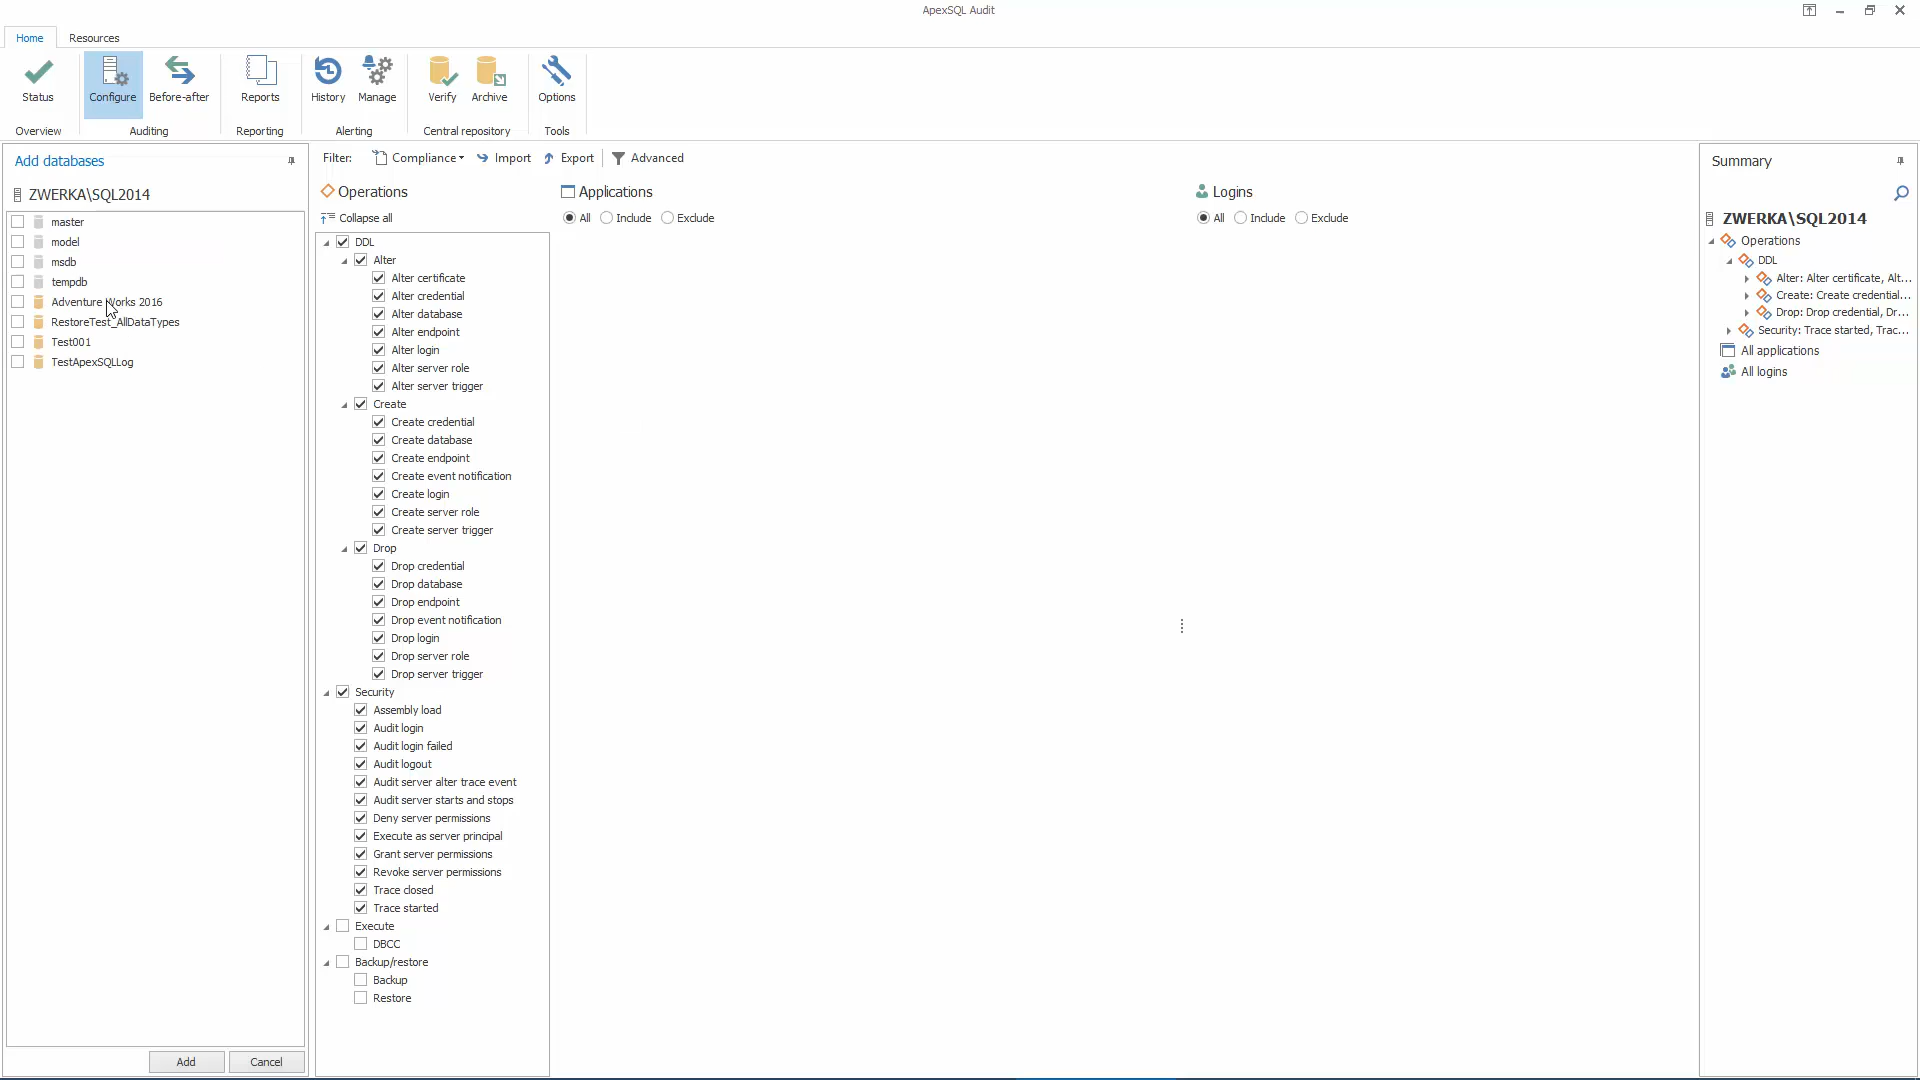 ApexSQL Audit
Home Resources
Status Configure Before-after Reports History Manage Verify Archive Options
Overview Auditing Reporting Alerting Central repository Tools
Add databases
ZWERKA\SQL2014
master
model
msdb
tempdb
Adventure Works 2016
RestoreTest_AllDataTypes
Test001
TestApexSQLLog
Add Cancel
Filter: Compliance Import Export Advanced
Operations
Collapse all
DDL
Alter
Alter certificate
Alter credential
Alter database
Alter endpoint
Alter login
Alter server role
Alter server trigger
Create
Create credential
Create database
Create endpoint
Create event notification
Create login
Create server role
Create server trigger
Drop
Drop credential
Drop database
Drop endpoint
Drop event notification
Drop login
Drop server role
Drop server trigger
Security
Assembly load
Audit login
Audit login failed
Audit logout
Audit server alter trace event
Audit server starts and stops
Deny server permissions
Execute as server principal
Grant server permissions
Revoke server permissions
Trace closed
Trace started
Execute
DBCC
Backup/restore
Backup
Restore
Applications
All Include Exclude
Logins
All Include Exclude
Summary
ZWERKA\SQL2014
Operations
DDL
Alter: Alter certificate, Alt...
Create: Create credential...
Drop: Drop credential, Dr...
Security: Trace started, Trac...
All applications
All logins